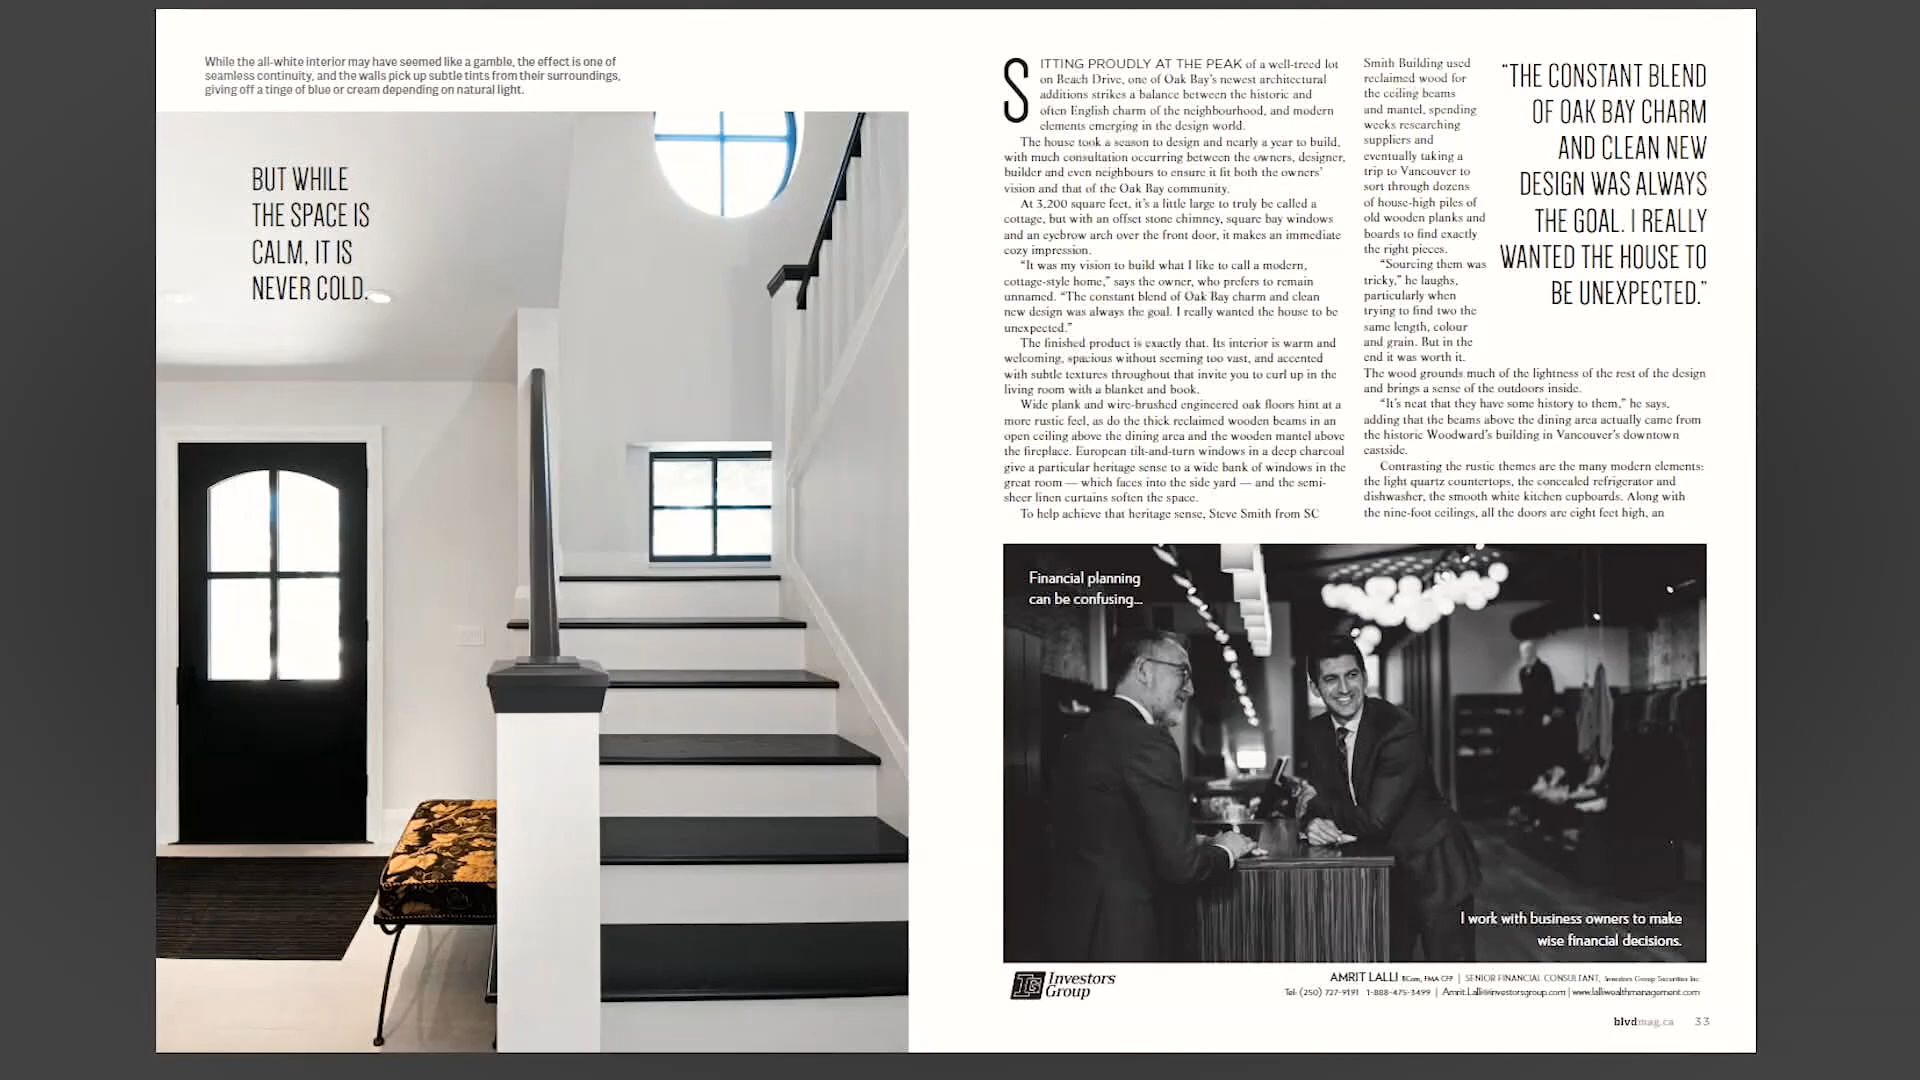 While the all-white interior may have seemed like a gamble, the effect is one of
seamless continuity, and the walls pick up subtle tints from their surroundings,
giving off a tinge of blue or cream depending on natural light.
BUT WHILE
THE SPACE IS
CALM, IT IS
NEVER COLD.
SITTING PROUDLY AT THE PEAK of a well-treed lot
on Beach Drive, one of Oak Bay's newest architectural
additions strikes a balance between the historic and
often English charm of the neighbourhood, and modern
elements emerging in the design world.
The house took a season to design and nearly a year to build,
with much consultation occurring between the owners, designer,
builder and even neighbours to ensure it fit both the owners'
vision and that of the Oak Bay community.
At 3,200 square feet, it's a little large to truly be called a
cottage, but with an offset stone chimney, square bay windows
and an eyebrow arch over the front door, it makes an immediate
cozy impression.
"It was my vision to build what I like to call a modern,
cottage-style home," says the owner, who prefers to remain
unnamed. "The constant blend of Oak Bay charm and clean
new design was always the goal. I really wanted the house to be
unexpected."
The finished product is exactly that. Its interior is warm and
welcoming, spacious without seeming too vast, and accented
with subtle textures throughout that invite you to curl up in the
living room with a blanket and book.
Wide plank and wire-brushed engineered oak floors hint at a
more rustic feel, as do the thick reclaimed wooden beams in an
open ceiling above the dining area and the wooden mantel above
the fireplace. European tilt-and-turn windows in a deep charcoal
give a particular heritage sense to a wide bank of windows in the
great room — which faces into the side yard — and the semi-
sheer linen curtains soften the space.
To help achieve that heritage sense, Steve Smith from SC
Smith Building used
reclaimed wood for
the ceiling beams
and mantel, spending
weeks researching
suppliers and
eventually taking a
trip to Vancouver to
sort through dozens
of house-high piles of
old wooden planks and
boards to find exactly
the right pieces.
"Sourcing them was
tricky," he laughs,
particularly when
trying to find two the
same length, colour
and grain. But in the
end it was worth it.
The wood grounds much of the lightness of the rest of the design
and brings a sense of the outdoors inside.
"It's neat that they have some history to them," he says,
adding that the beams above the dining area actually came from
the historic Woodward's building in Vancouver's downtown
eastside.
Contrasting the rustic themes are the many modern elements:
the light quartz countertops, the concealed refrigerator and
dishwasher, the smooth white kitchen cupboards. Along with
the nine-foot ceilings, all the doors are eight feet high, an
"THE CONSTANT BLEND
OF OAK BAY CHARM
AND CLEAN NEW
DESIGN WAS ALWAYS
THE GOAL. I REALLY
WANTED THE HOUSE TO
BE UNEXPECTED."
Financial planning
can be confusing...
I work with business owners to make
wise financial decisions.
IG Investors
Group
AMRIT LALLI BCom, FMA CFP | SENIOR FINANCIAL CONSULTANT, Investors Group Securities Inc
Tel: (250) 727-9191 1-888-475-3499 | Amrit.Lalli@investorsgroup.com | www.lalliwealthmanagement.com
blvdmag.ca 33